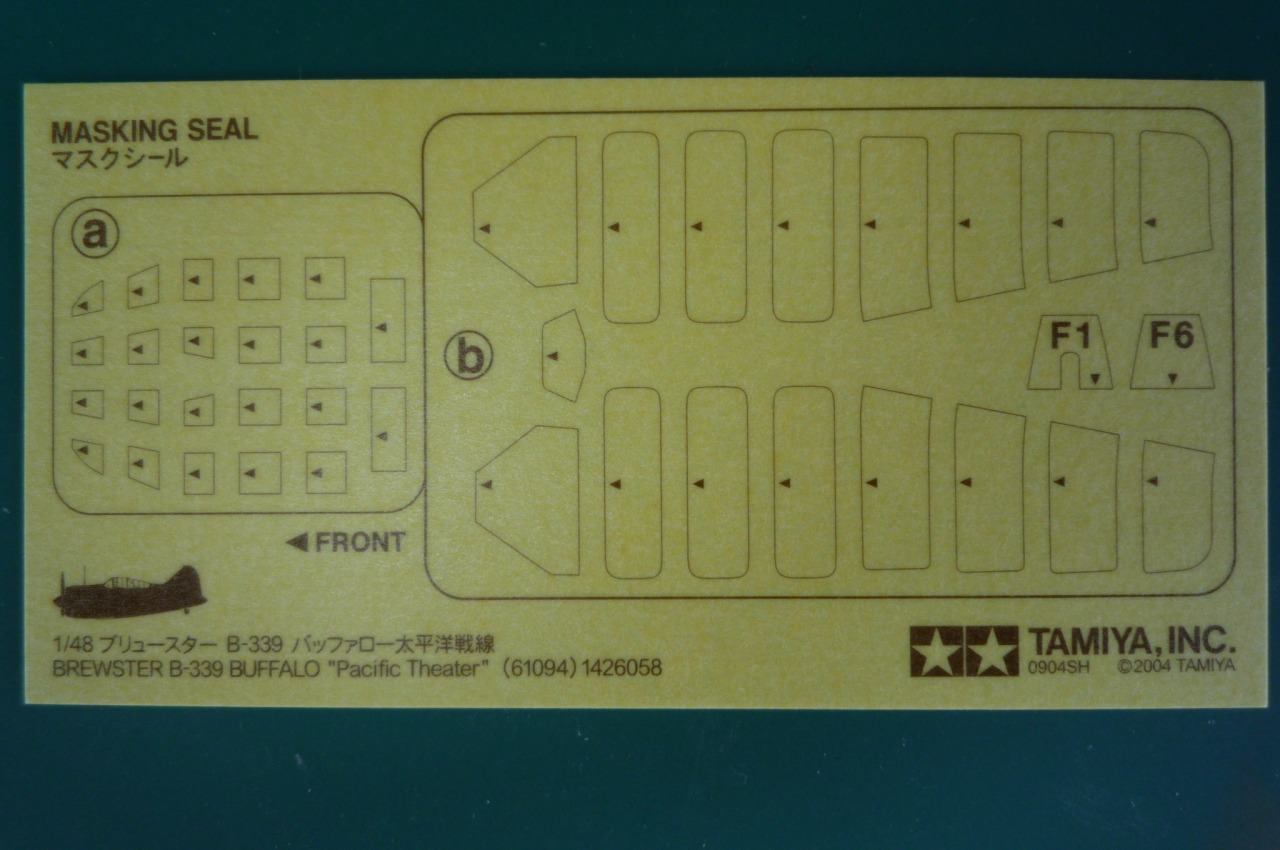 MASKING SEAL
マスクシール
a
b
F1
F6
◀FRONT
1/48 ブリュースター B-339 バッファロー太平洋戦線
BREWSTER B-339 BUFFALO "Pacific Theater" (61094) 1426058
TAMIYA, INC.
0904SH ©2004 TAMIYA